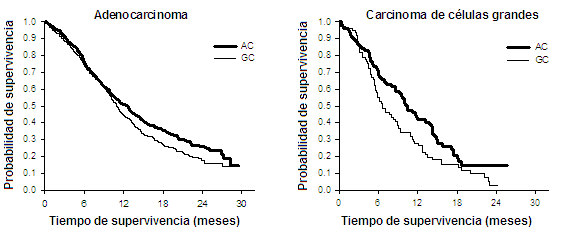 Adenocarcinoma
Probabilidad de supervivencia
1.0
0.9
0.8
0.7
0.6
0.5
0.4
0.3
0.2
0.1
0.0
AC
GC
0 6 12 18 24 30
Tiempo de supervivencia (meses)
Carcinoma de células grandes
Probabilidad de supervivencia
1.0
0.9
0.8
0.7
0.6
0.5
0.4
0.3
0.2
0.1
0.0
AC
GC
0 6 12 18 24 30
Tiempo de supervivencia (meses)